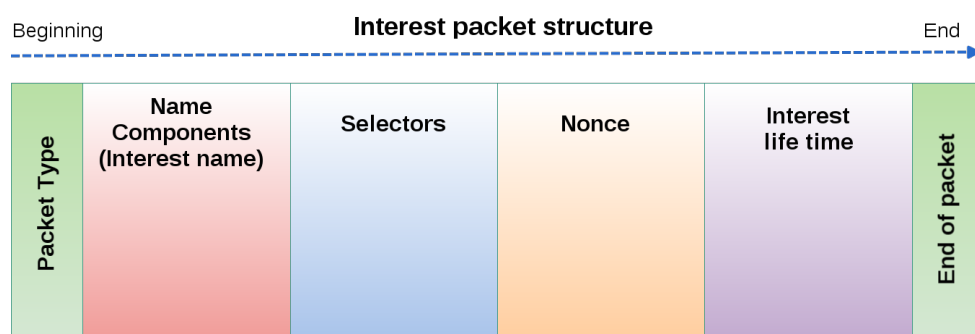 Interest packet structure
Beginning
End
Packet Type
Name
Components
(Interest name)
Selectors
Nonce
Interest
life time
End of packet